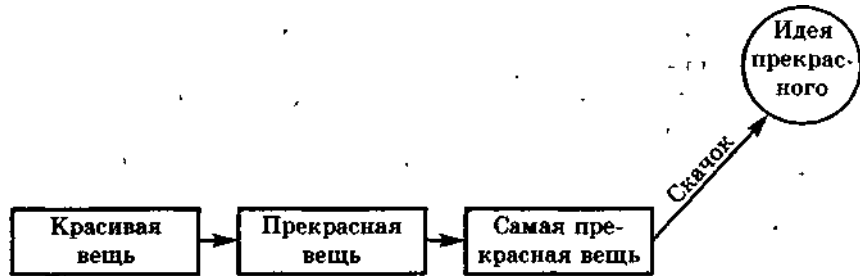 Идея
прекрас-
ного
Скачок
Красивая
вещь
Прекрасная
вещь
Самая пре-
красная вещь